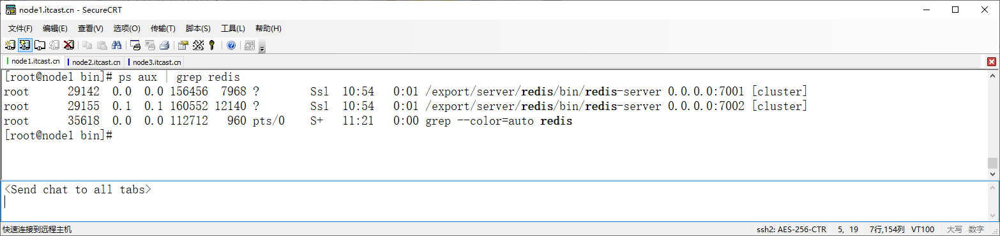 node1.itcast.cn - SecureCRT
文件(F) 编辑(E) 查看(V) 选项(O) 传输(T) 脚本(S) 工具(L) 帮助(H)
node1.itcast.cn node2.itcast.cn node3.itcast.cn
[root@node1 bin]# ps aux | grep redis
root      29142  0.0  0.0 156456  7968 ?        Ssl  10:54   0:01 /export/server/redis/bin/redis-server 0.0.0.0:7001 [cluster]
root      29155  0.1  0.1 160552 12140 ?        Ssl  10:54   0:01 /export/server/redis/bin/redis-server 0.0.0.0:7002 [cluster]
root      35618  0.0  0.0 112712   960 pts/0    S+   11:21   0:00 grep --color=auto redis
[root@node1 bin]#
<Send chat to all tabs>
快速连接到远程主机 ssh2: AES-256-CTR 5, 19 7行,154列 VT100 大写 数字